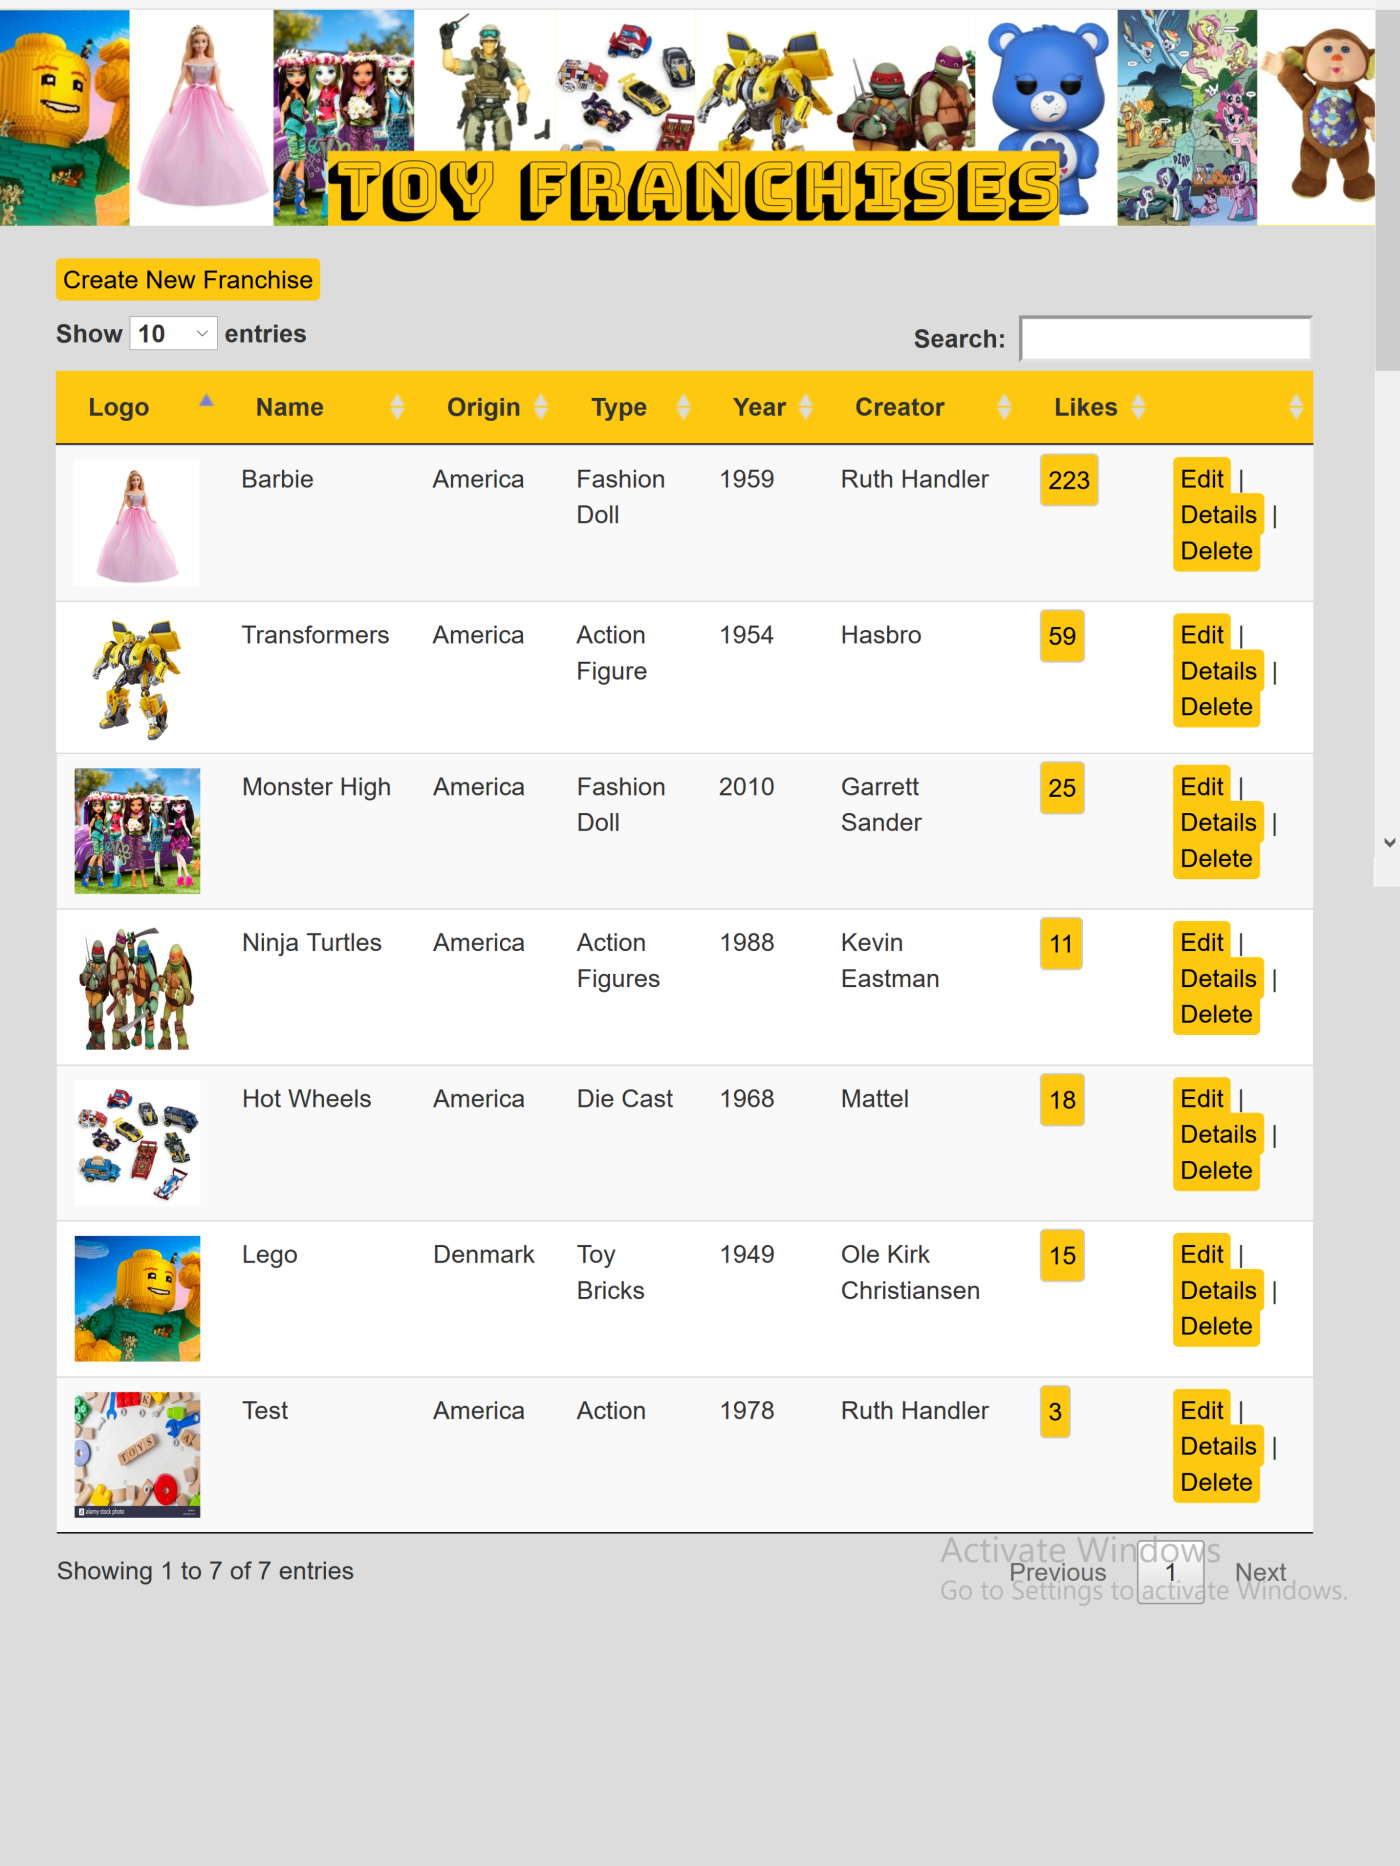 TOY FRANCHISES
Create New Franchise
Show 10 entries
Search:
Logo Name Origin Type Year Creator Likes
Barbie America Fashion Doll 1959 Ruth Handler 223 Edit | Details | Delete
Transformers America Action Figure 1954 Hasbro 59 Edit | Details | Delete
Monster High America Fashion Doll 2010 Garrett Sander 25 Edit | Details | Delete
Ninja Turtles America Action Figures 1988 Kevin Eastman 11 Edit | Details | Delete
Hot Wheels America Die Cast 1968 Mattel 18 Edit | Details | Delete
Lego Denmark Toy Bricks 1949 Ole Kirk Christiansen 15 Edit | Details | Delete
TOYS
alamy stock photo
Test America Action 1978 Ruth Handler 3 Edit | Details | Delete
Showing 1 to 7 of 7 entries
Previous 1 Next
Activate Windows
Go to Settings to activate Windows.